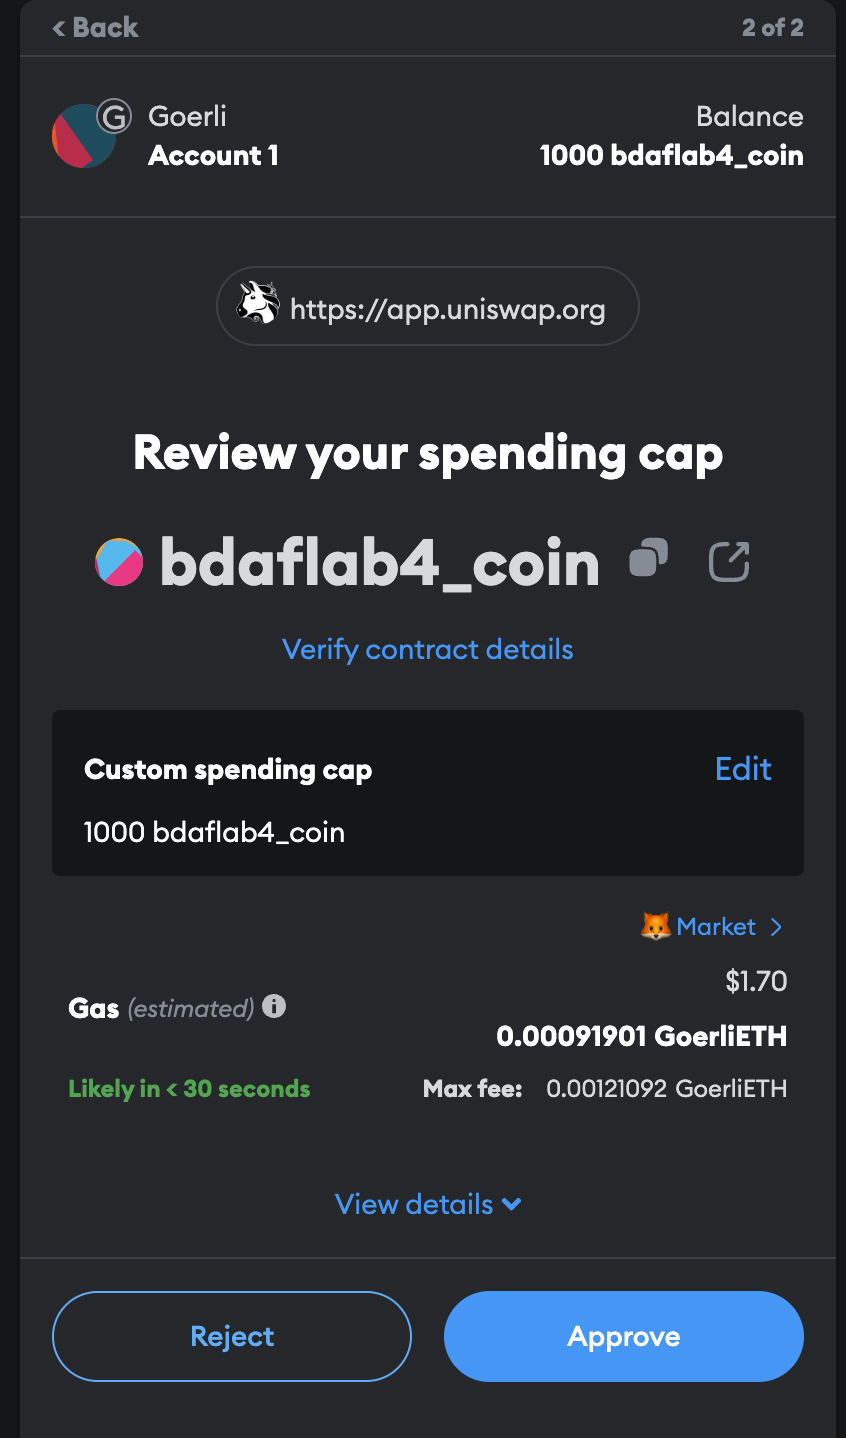 < Back
2 of 2
G
Goerli
Balance
Account 1
1000 bdaflab4_coin
https://app.uniswap.org
Review your spending cap
bdaflab4_coin
Verify contract details
Custom spending cap
Edit
1000 bdaflab4_coin
Market >
$1.70
Gas (estimated) i
0.00091901 GoerliETH
Likely in < 30 seconds
Max fee: 0.00121092 GoerliETH
View details
Reject
Approve